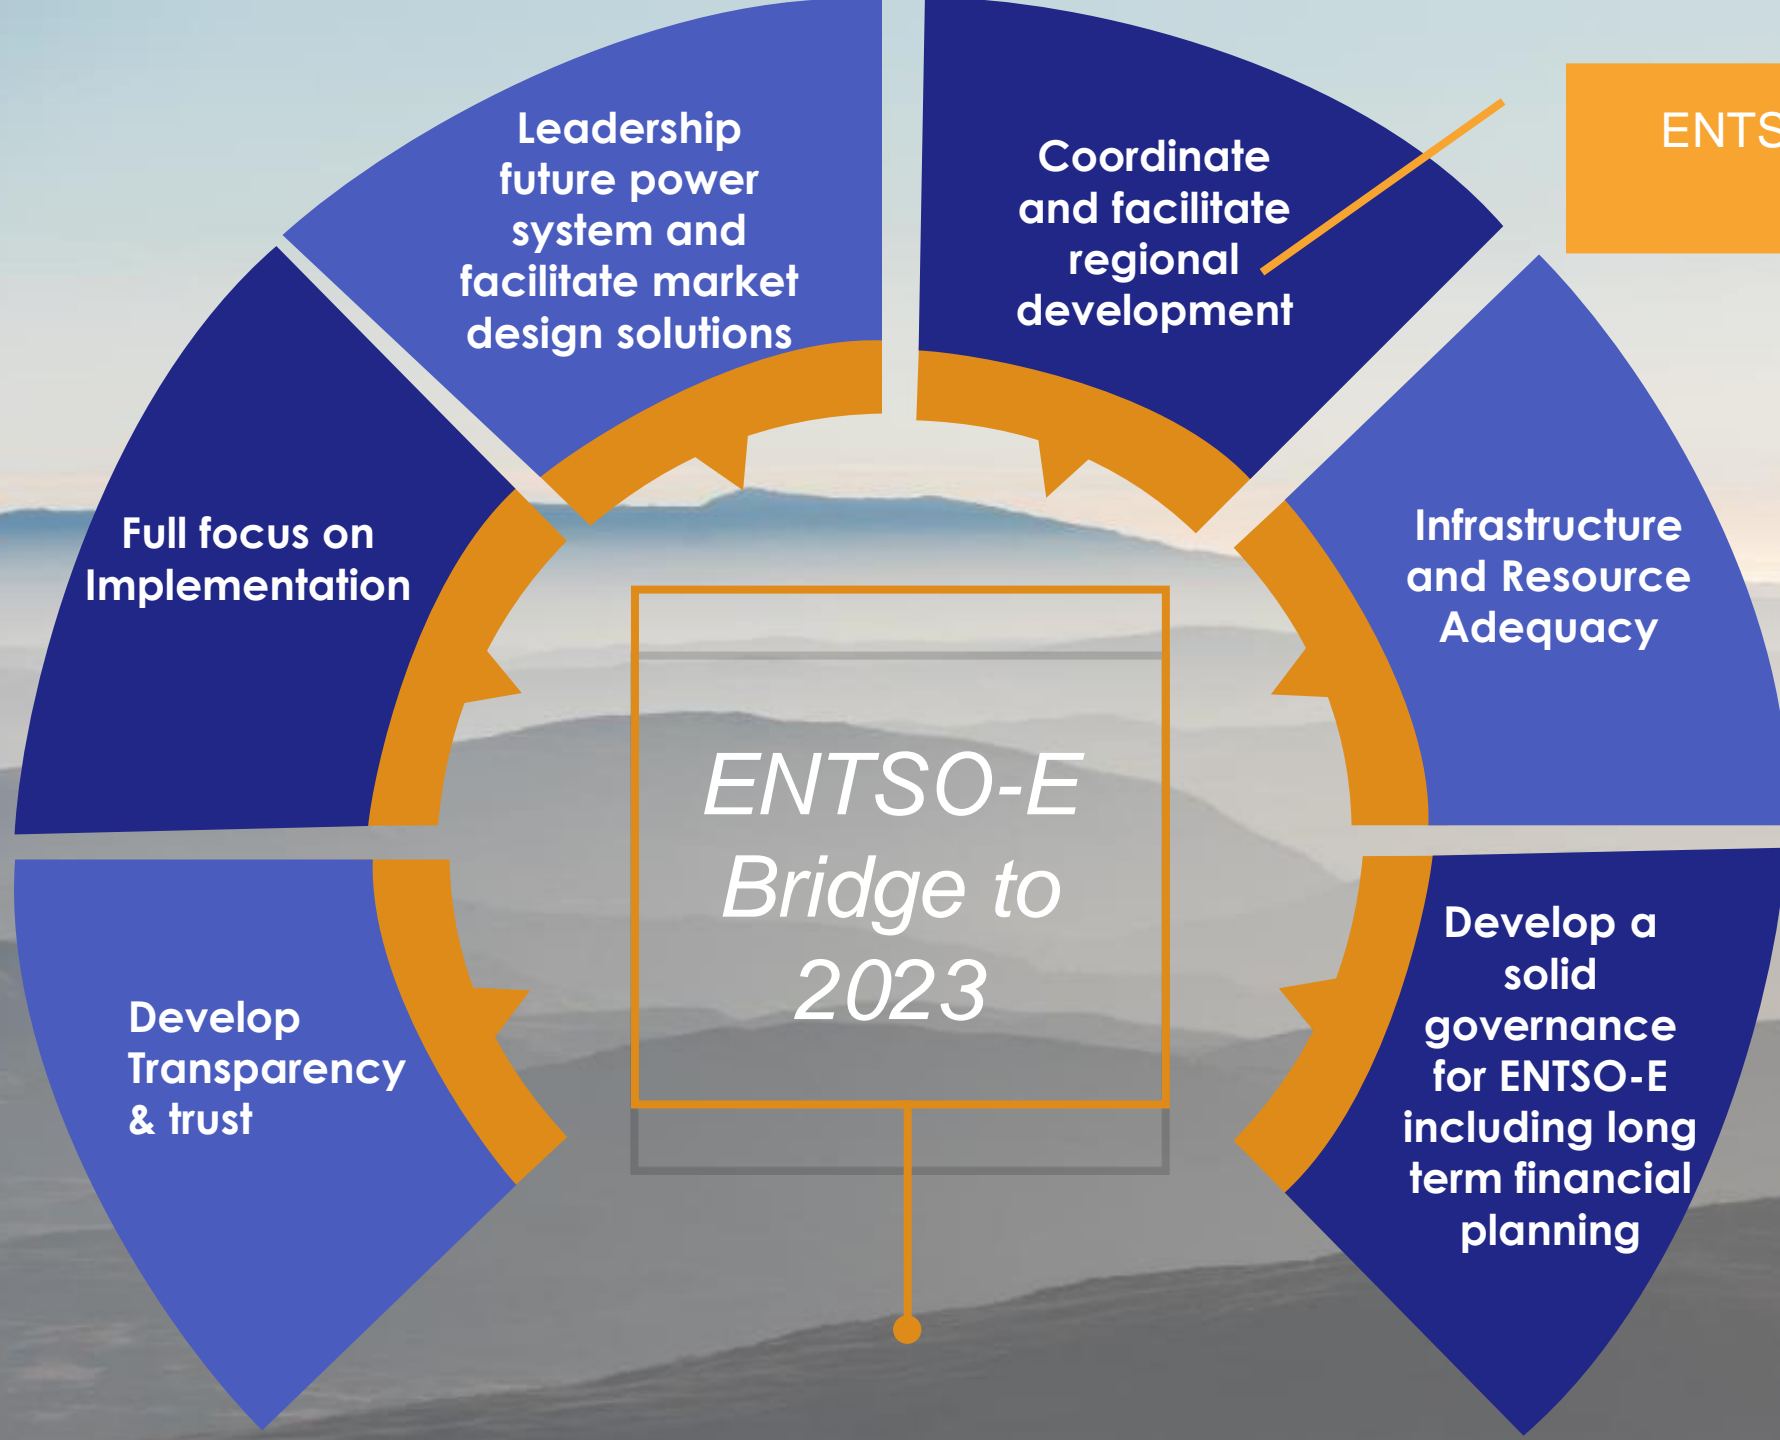 Leadership
future power
system and
facilitate market
design solutions
Coordinate
and facilitate
regional
development
Full focus on
Implementation
Infrastructure
and Resource
Adequacy
ENTSO-E
Bridge to
2023
Develop
Transparency
& trust
Develop a
solid
governance
for ENTSO-E
including long
term financial
planning